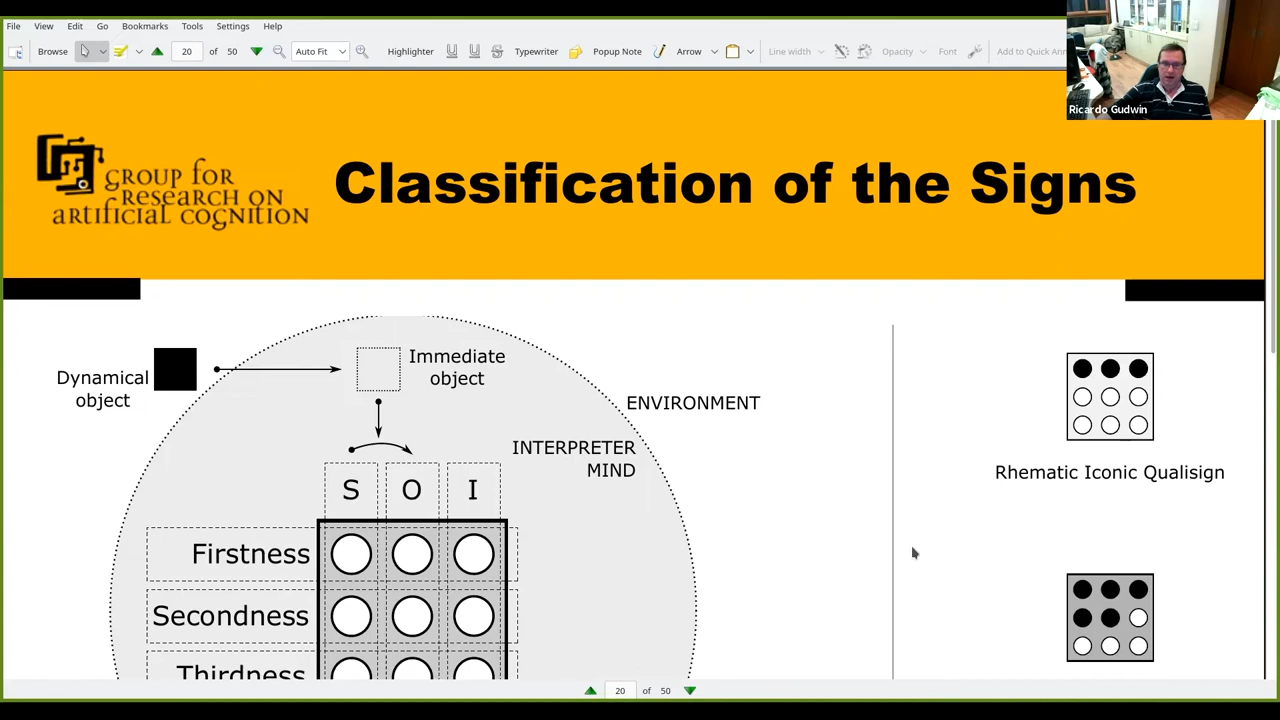 File View Edit Go Bookmarks Tools Settings Help
Browse 20 of 50 Auto Fit Highlighter Typewriter Popup Note Arrow Line width Opacity Font Add to Quick Ann
Ricardo Gudwin
GROUP FOR
RESEARCH ON
ARTIFICIAL COGNITION
Classification of the Signs
Dynamical
object
Immediate
object
ENVIRONMENT
INTERPRETER
MIND
S O I
Firstness
Secondness
Thirdness
Rhematic Iconic Qualisign
20 of 50